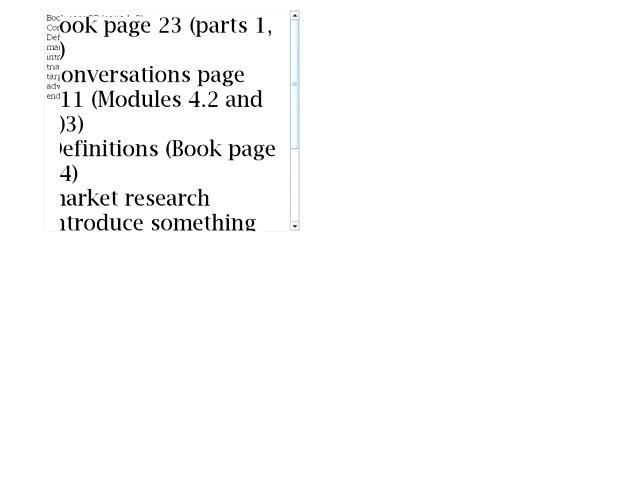 ook page 23 (parts 1,
)
onversations page
11 (Modules 4.2 and
)3)
efinitions (Book page
4)
narket research
ntroduce something